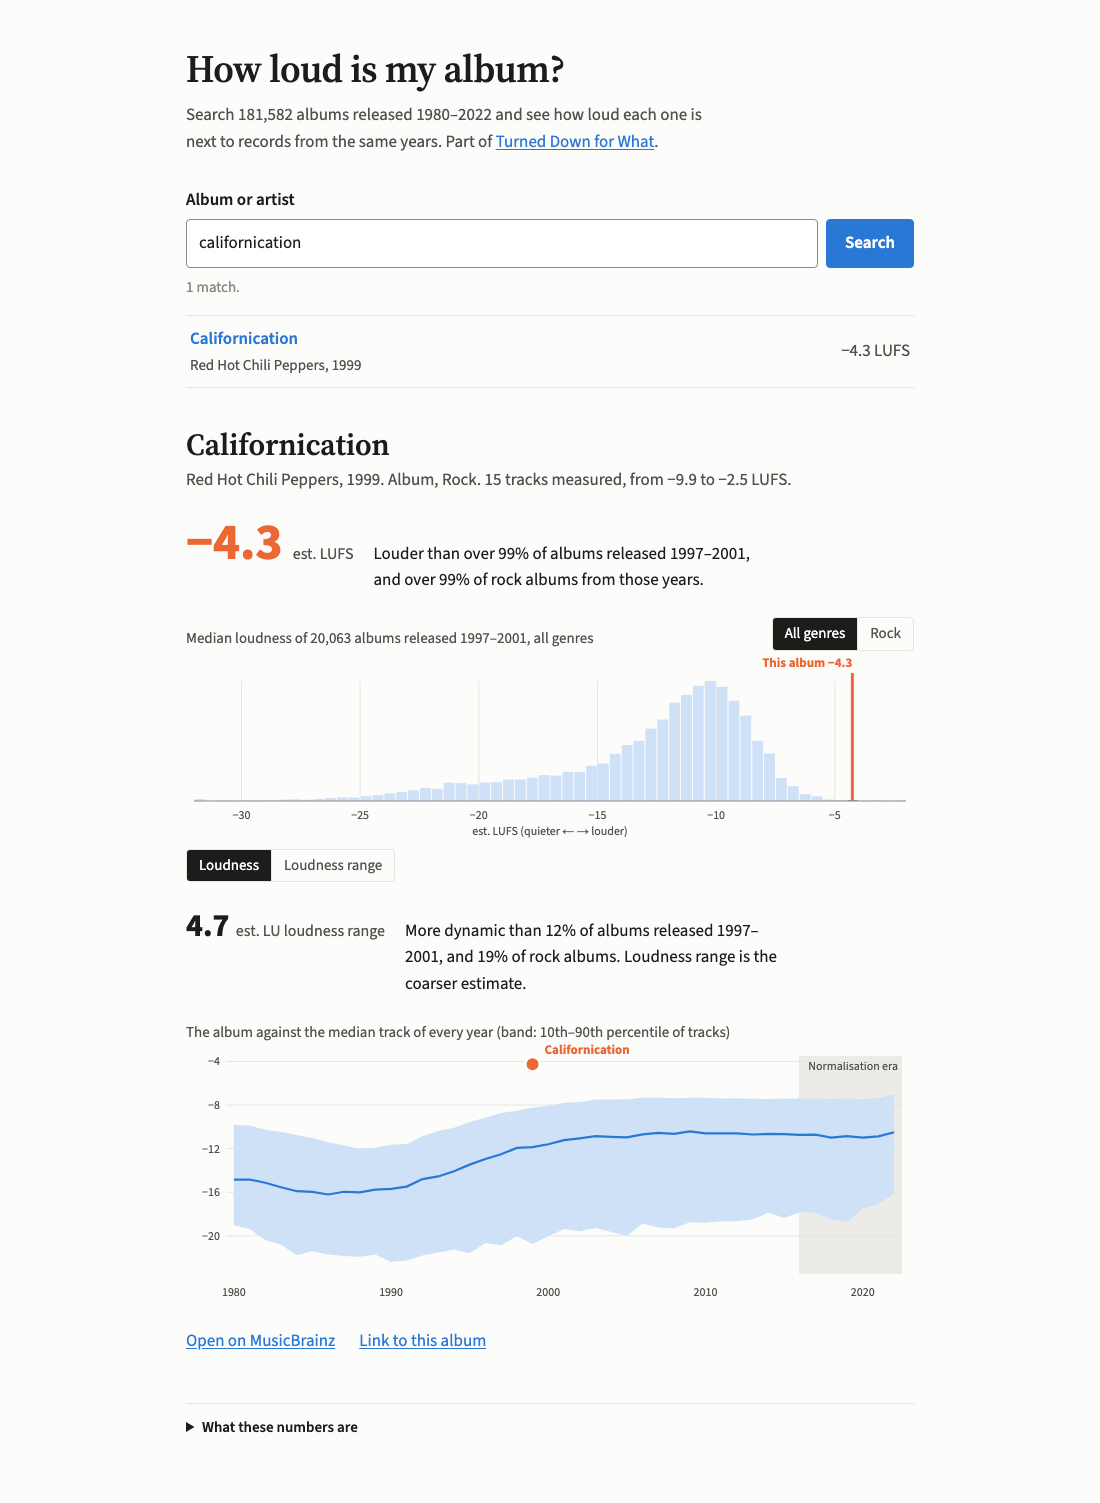 How loud is my album?
Search 181,582 albums released 1980–2022 and see how loud each one is
next to records from the same years. Part of Turned Down for What.
Album or artist
californication
Search
1 match.
Californication
Red Hot Chili Peppers, 1999
−4.3 LUFS
Californication
Red Hot Chili Peppers, 1999. Album, Rock. 15 tracks measured, from −9.9 to −2.5 LUFS.
−4.3 est. LUFS
Louder than over 99% of albums released 1997–2001,
and over 99% of rock albums from those years.
Median loudness of 20,063 albums released 1997–2001, all genres
All genres
Rock
This album −4.3
−30
−25
−20
−15
−10
−5
est. LUFS (quieter ←→ louder)
Loudness
Loudness range
4.7 est. LU loudness range
More dynamic than 12% of albums released 1997–
2001, and 19% of rock albums. Loudness range is the
coarser estimate.
The album against the median track of every year (band: 10th–90th percentile of tracks)
Californication
Normalisation era
−4
−8
−12
−16
−20
1980
1990
2000
2010
2020
Open on MusicBrainz
Link to this album
▶ What these numbers are